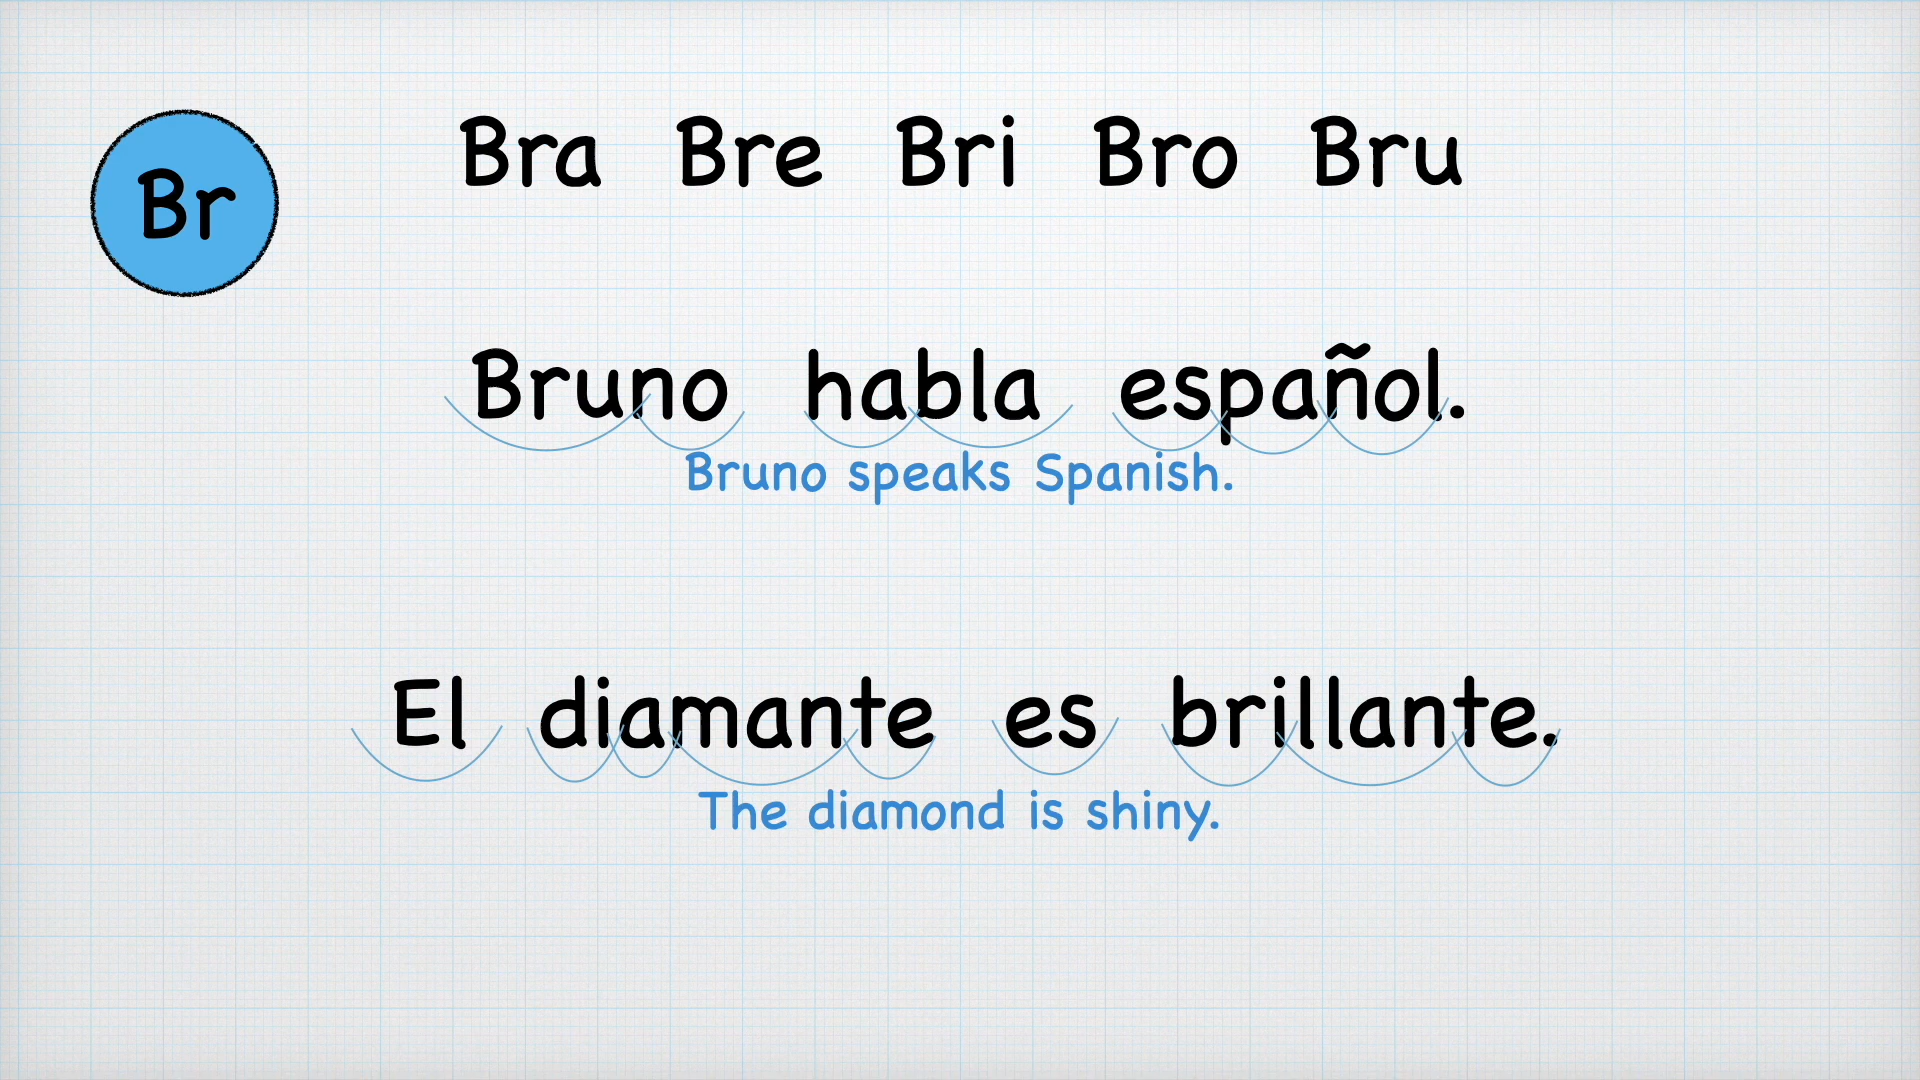 Br
Bra Bre Bri Bro Bru
Bruno habla español.
Bruno speaks Spanish.
El diamante es brillante.
The diamond is shiny.